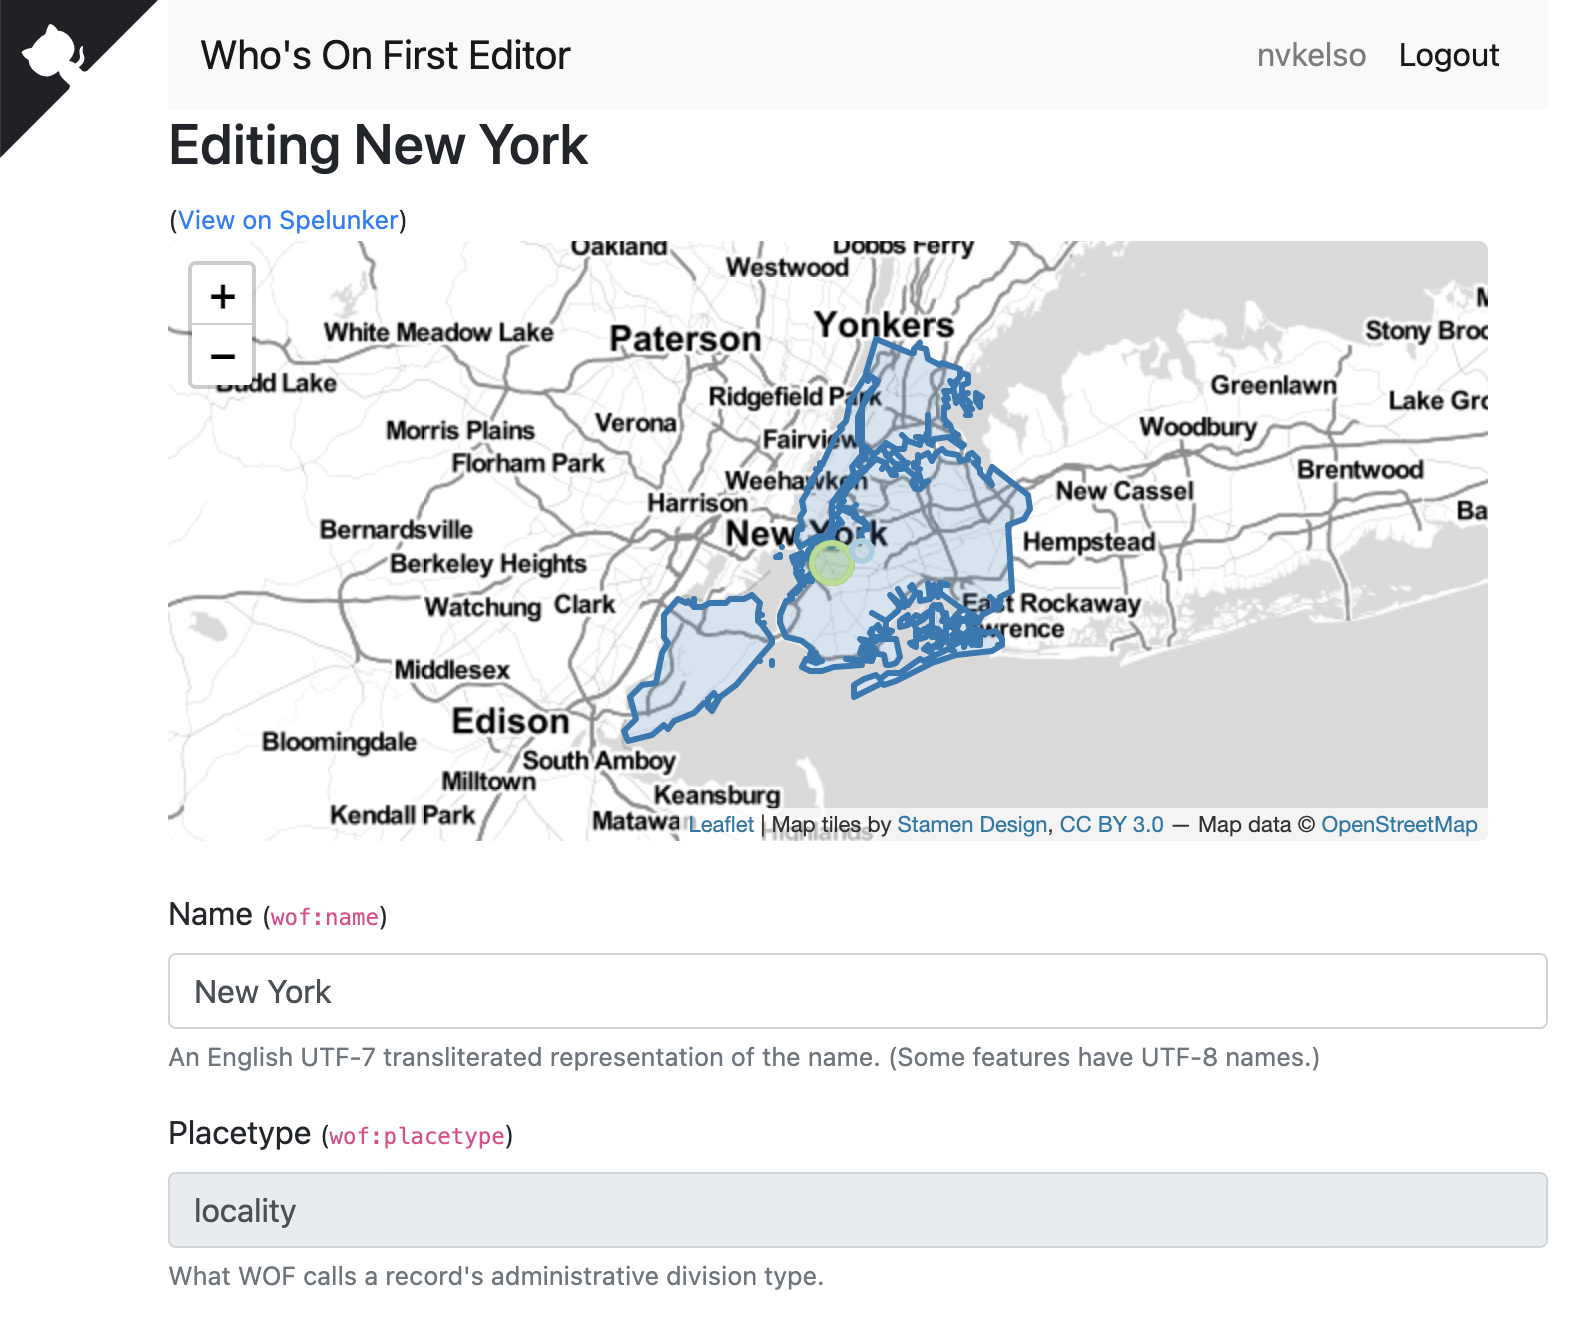 Who's On First Editor
nvkelso Logout
Editing New York
(View on Spelunker)
Oakland
Dobbs Ferry
Westwood
+
−
White Meadow Lake
Paterson
Yonkers
Stony Broo
Budd Lake
Greenlawn
Ridgefield Park
Lake Gro
Morris Plains
Verona
Fairview
Woodbury
Florham Park
Weehawken
Brentwood
Harrison
New Cassel
Bernardsville
New York
Ba
Hempstead
Berkeley Heights
Watchung
Clark
East Rockaway
Lawrence
Middlesex
Edison
Bloomingdale
South Amboy
Milltown
Keansburg
Kendall Park
Matawan
Highlands
Leaflet | Map tiles by Stamen Design, CC BY 3.0 — Map data © OpenStreetMap
Name (wof:name)
New York
An English UTF-7 transliterated representation of the name. (Some features have UTF-8 names.)
Placetype (wof:placetype)
locality
What WOF calls a record's administrative division type.